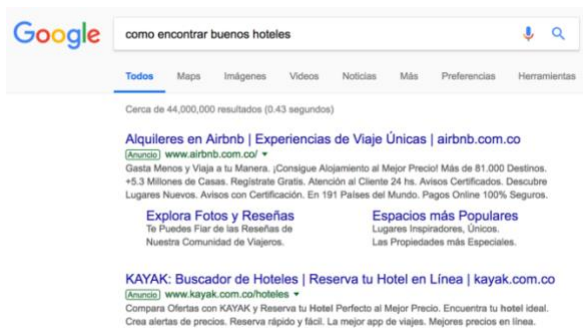 Google
como encontrar buenos hoteles
Todos Maps Imágenes Videos Noticias Más Preferencias Herramientas
Cerca de 44,000,000 resultados (0.43 segundos)
Alquileres en Airbnb | Experiencias de Viaje Únicas | airbnb.com.co
Anuncio www.airbnb.com.co/
Gasta Menos y Viaja a tu Manera. ¡Consigue Alojamiento al Mejor Precio! Más de 81.000 Destinos.
+5.3 Millones de Casas. Regístrate Gratis. Atención al Cliente 24 hs. Avisos Certificados. Descubre
Lugares Nuevos. Avisos con Certificación. En 191 Países del Mundo. Pagos Online 100% Seguros.
Explora Fotos y Reseñas Espacios más Populares
Te Puedes Fiar de las Reseñas de Lugares Inspiradores, Únicos.
Nuestra Comunidad de Viajeros. Las Propiedades más Especiales.
KAYAK: Buscador de Hoteles | Reserva tu Hotel en Línea | kayak.com.co
Anuncio www.kayak.com.co/hoteles
Compara Ofertas con KAYAK y Reserva tu Hotel Perfecto al Mejor Precio. Encuentra tu hotel ideal.
Crea alertas de precios. Reserva rápido y fácil. La mejor app de viajes. Mejores precios en línea.